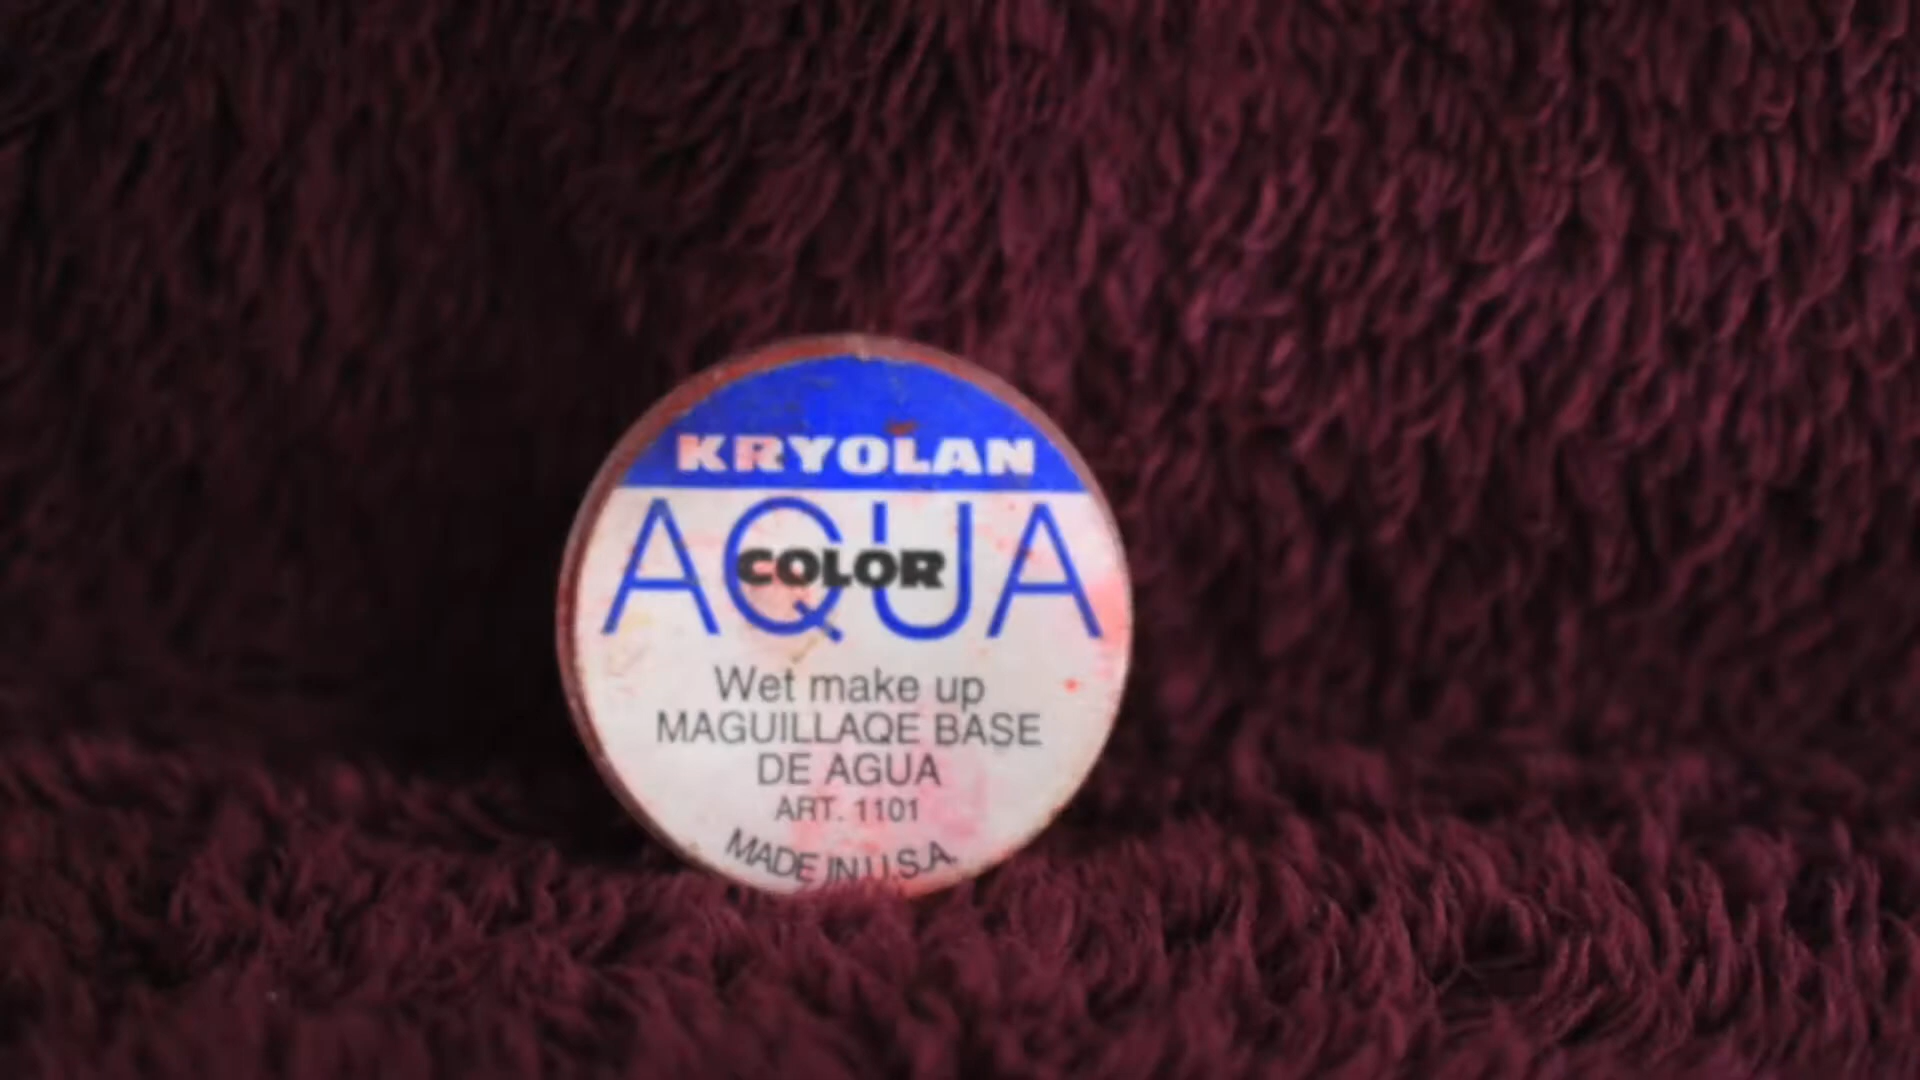 KRYOLAN
AQUA
COLOR
Wet make up
MAGUILLAQE BASE
DE AGUA
ART. 1101
MADE IN U.S.A.